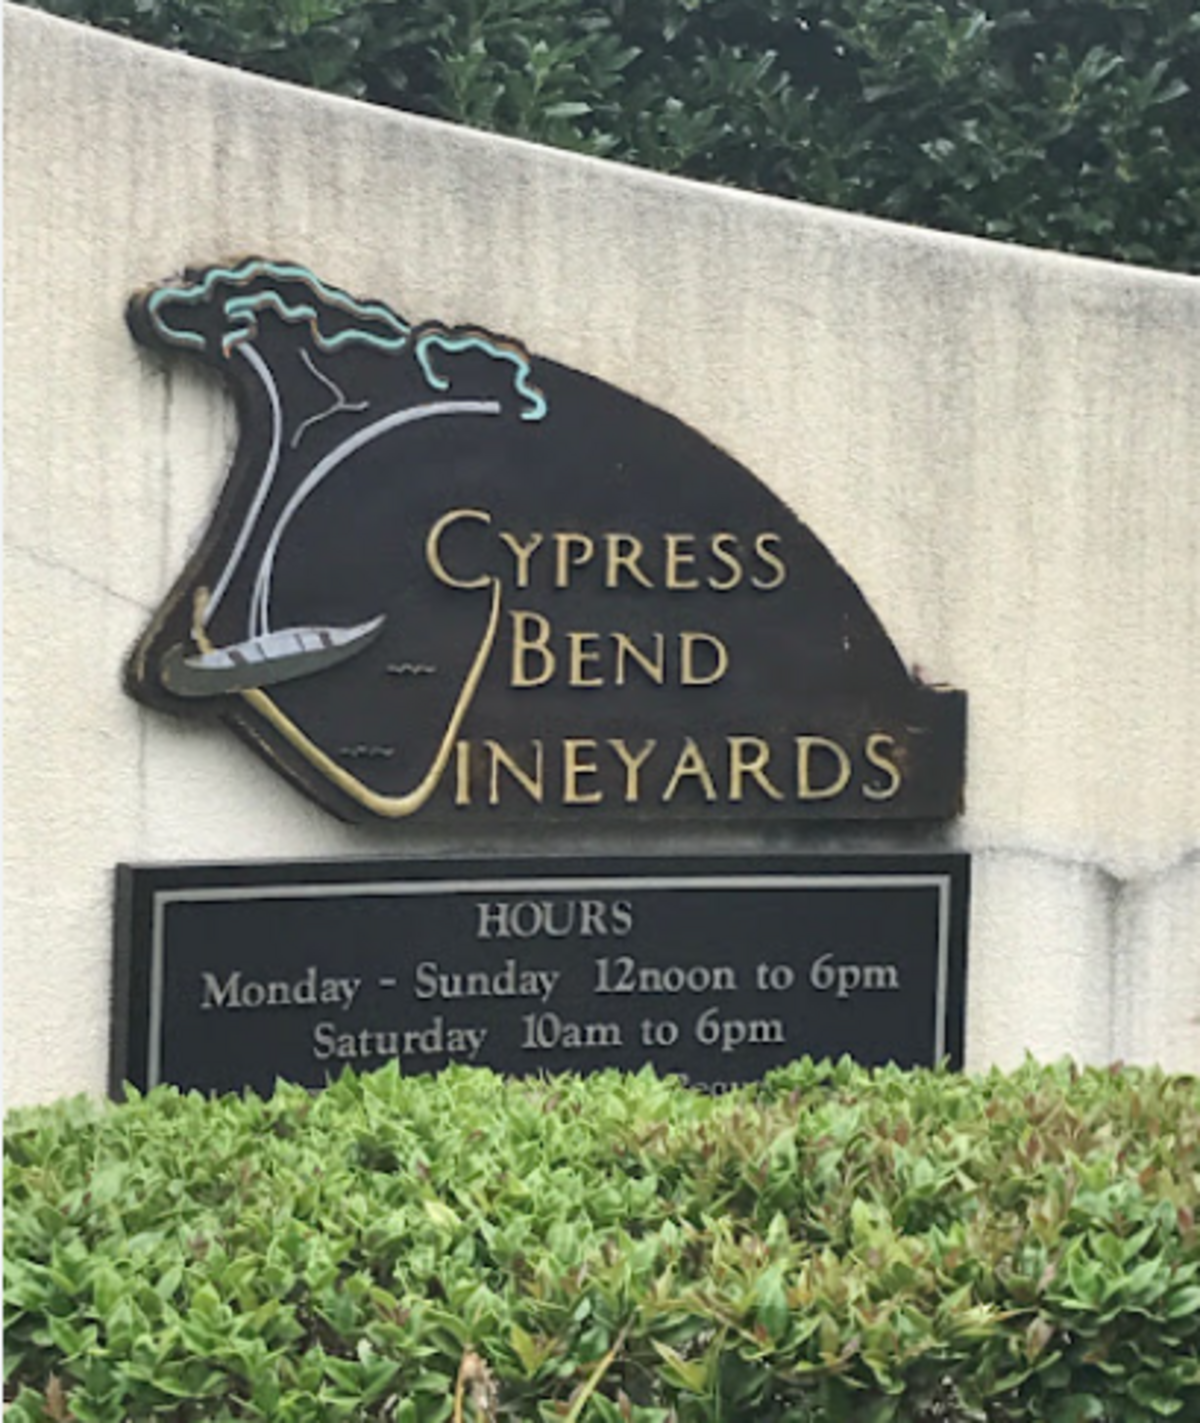 CYPRESS
BEND
VINEYARDS
HOURS
Monday - Sunday 12noon to 6pm
Saturday 10am to 6pm